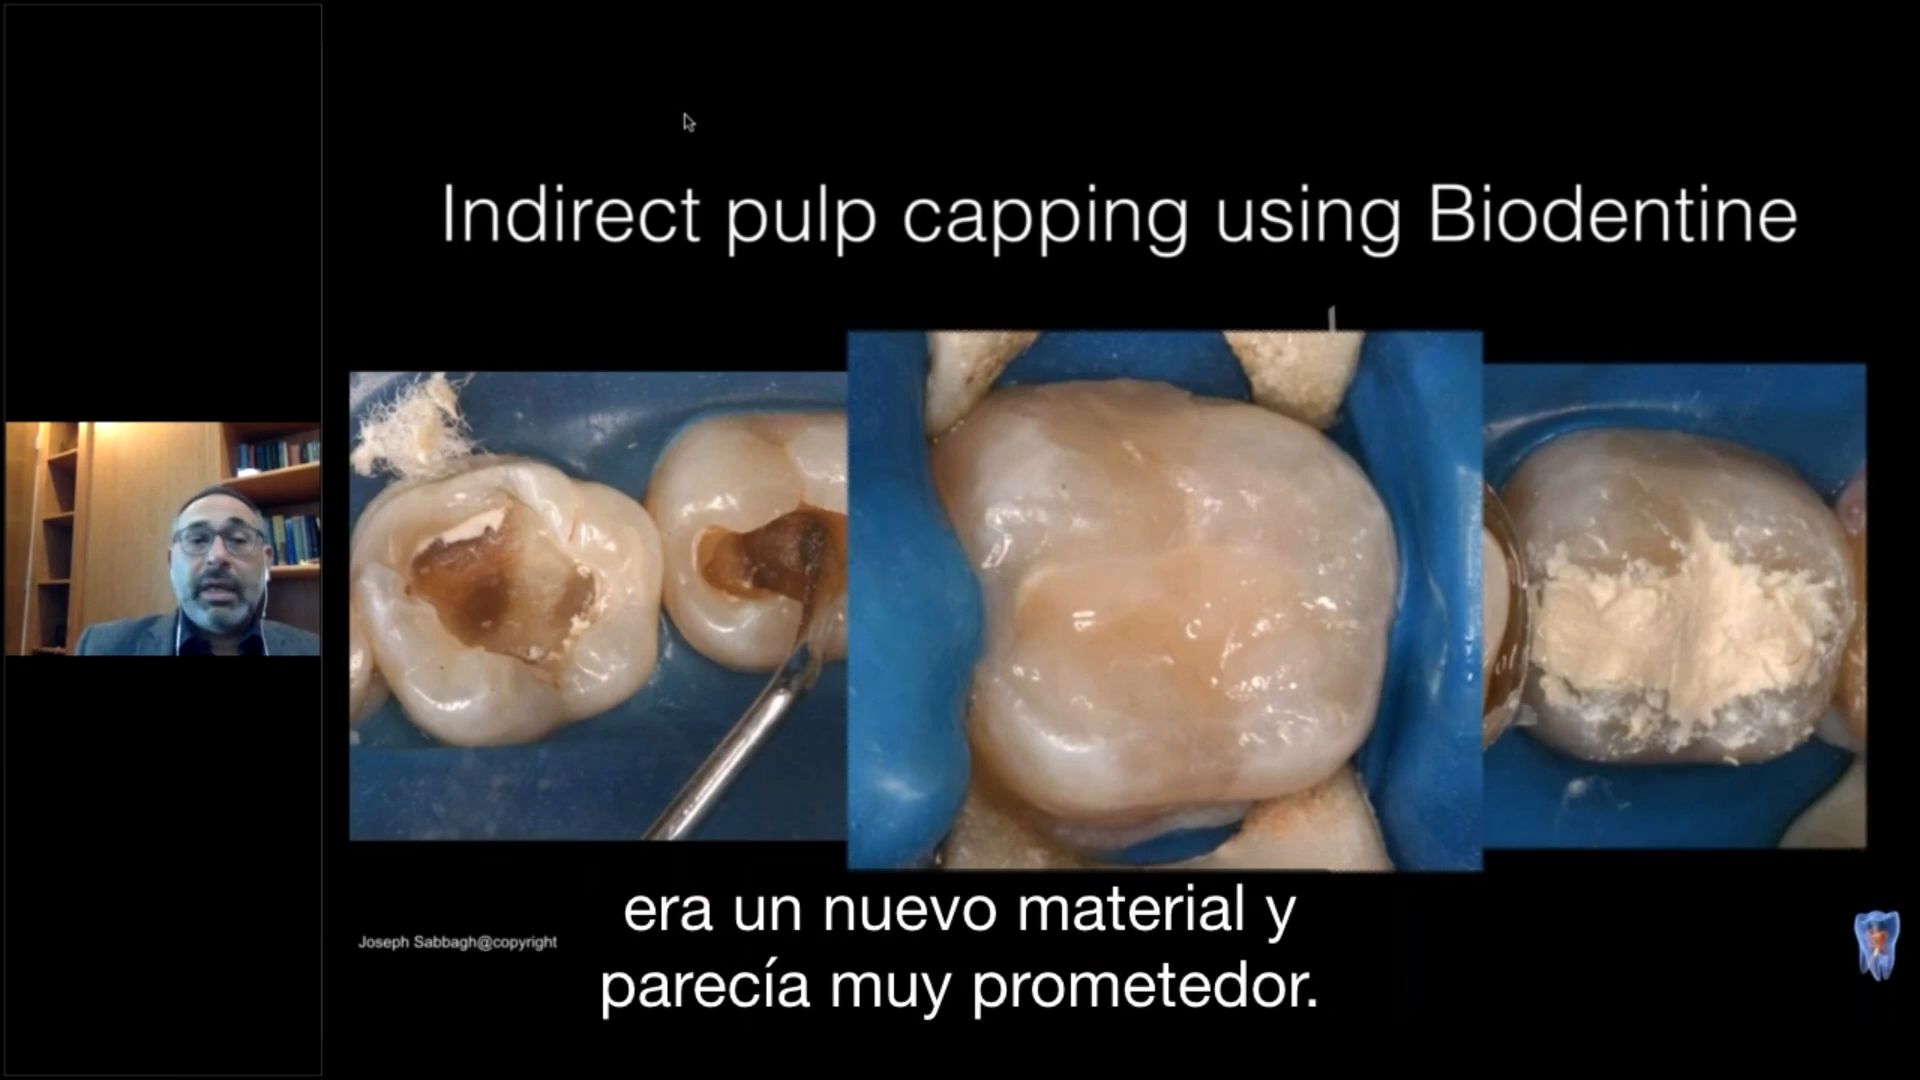 Indirect pulp capping using Biodentine
Joseph Sabbagh@copyright
era un nuevo material y
parecía muy prometedor.